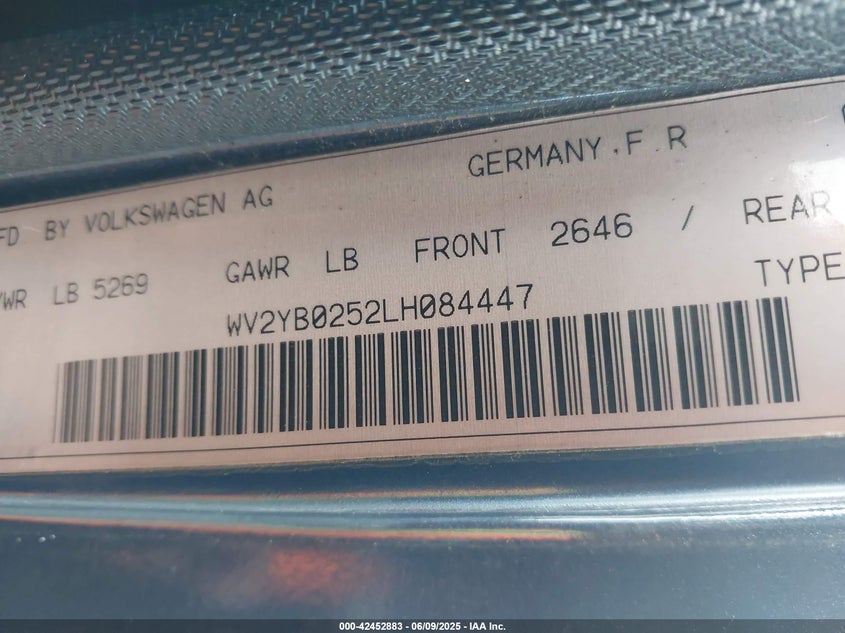 GERMANY.F R
FD BY VOLKSWAGEN AG
WR LB 5269 GAWR LB FRONT 2646 / REAR
WV2YB0252LH084447 TYPE
000-42452883 - 06/09/2025 - IAA Inc.